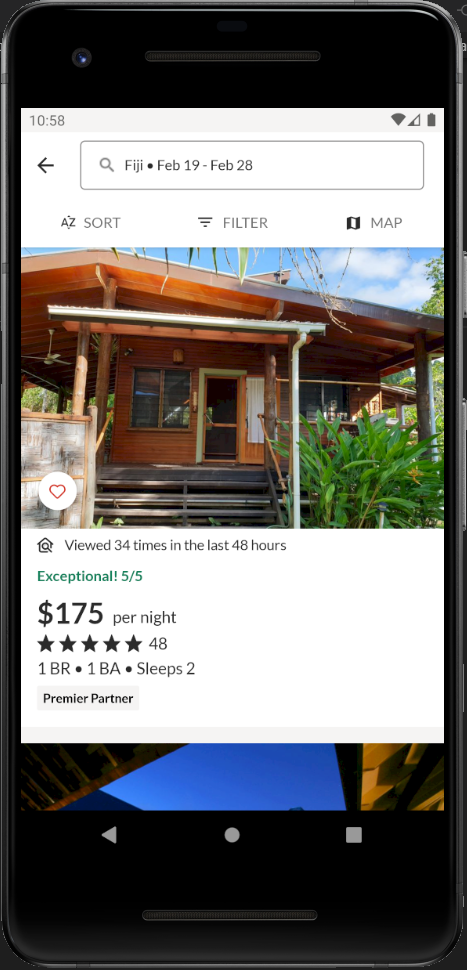 10:58
Fiji • Feb 19 - Feb 28
AZ SORT FILTER MAP
Viewed 34 times in the last 48 hours
Exceptional! 5/5
$175 per night
48
1 BR • 1 BA • Sleeps 2
Premier Partner